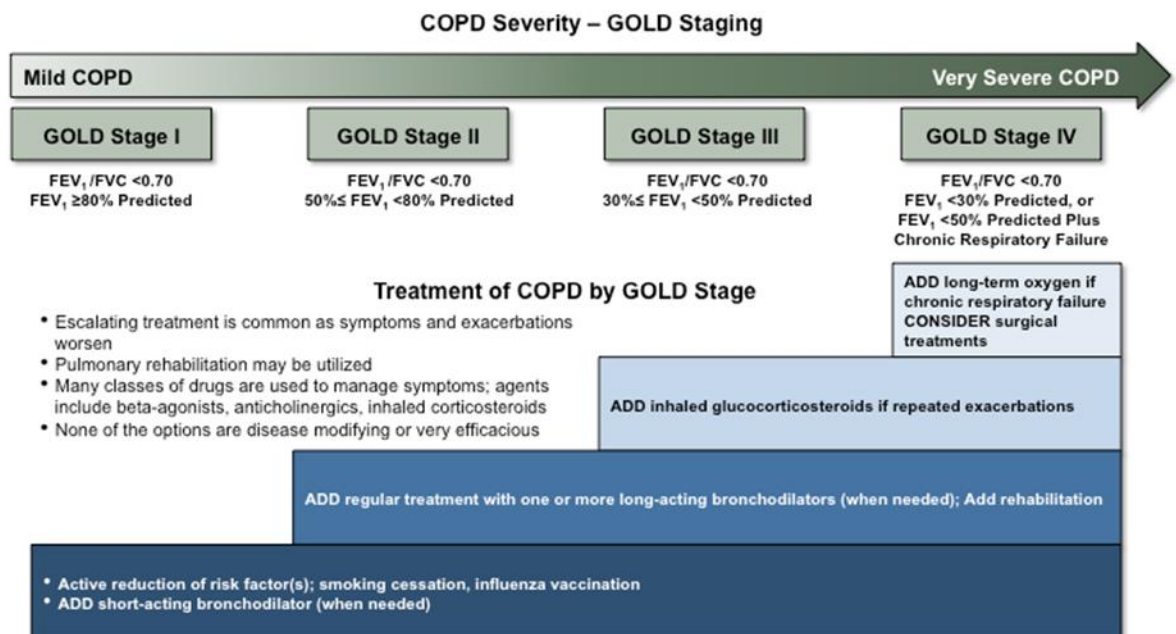 COPD Severity – GOLD Staging
Mild COPD
Very Severe COPD
GOLD Stage I
GOLD Stage II
GOLD Stage III
GOLD Stage IV
FEV₁/FVC <0.70
FEV₁ ≥80% Predicted
FEV₁/FVC <0.70
50%≤ FEV₁ <80% Predicted
FEV₁/FVC <0.70
30%≤ FEV₁ <50% Predicted
FEV₁/FVC <0.70
FEV₁ <30% Predicted, or
FEV₁ <50% Predicted Plus
Chronic Respiratory Failure
Treatment of COPD by GOLD Stage
• Escalating treatment is common as symptoms and exacerbations
worsen
• Pulmonary rehabilitation may be utilized
• Many classes of drugs are used to manage symptoms; agents
include beta-agonists, anticholinergics, inhaled corticosteroids
• None of the options are disease modifying or very efficacious
ADD long-term oxygen if
chronic respiratory failure
CONSIDER surgical
treatments
ADD inhaled glucocorticosteroids if repeated exacerbations
ADD regular treatment with one or more long-acting bronchodilators (when needed); Add rehabilitation
• Active reduction of risk factor(s); smoking cessation, influenza vaccination
• ADD short-acting bronchodilator (when needed)